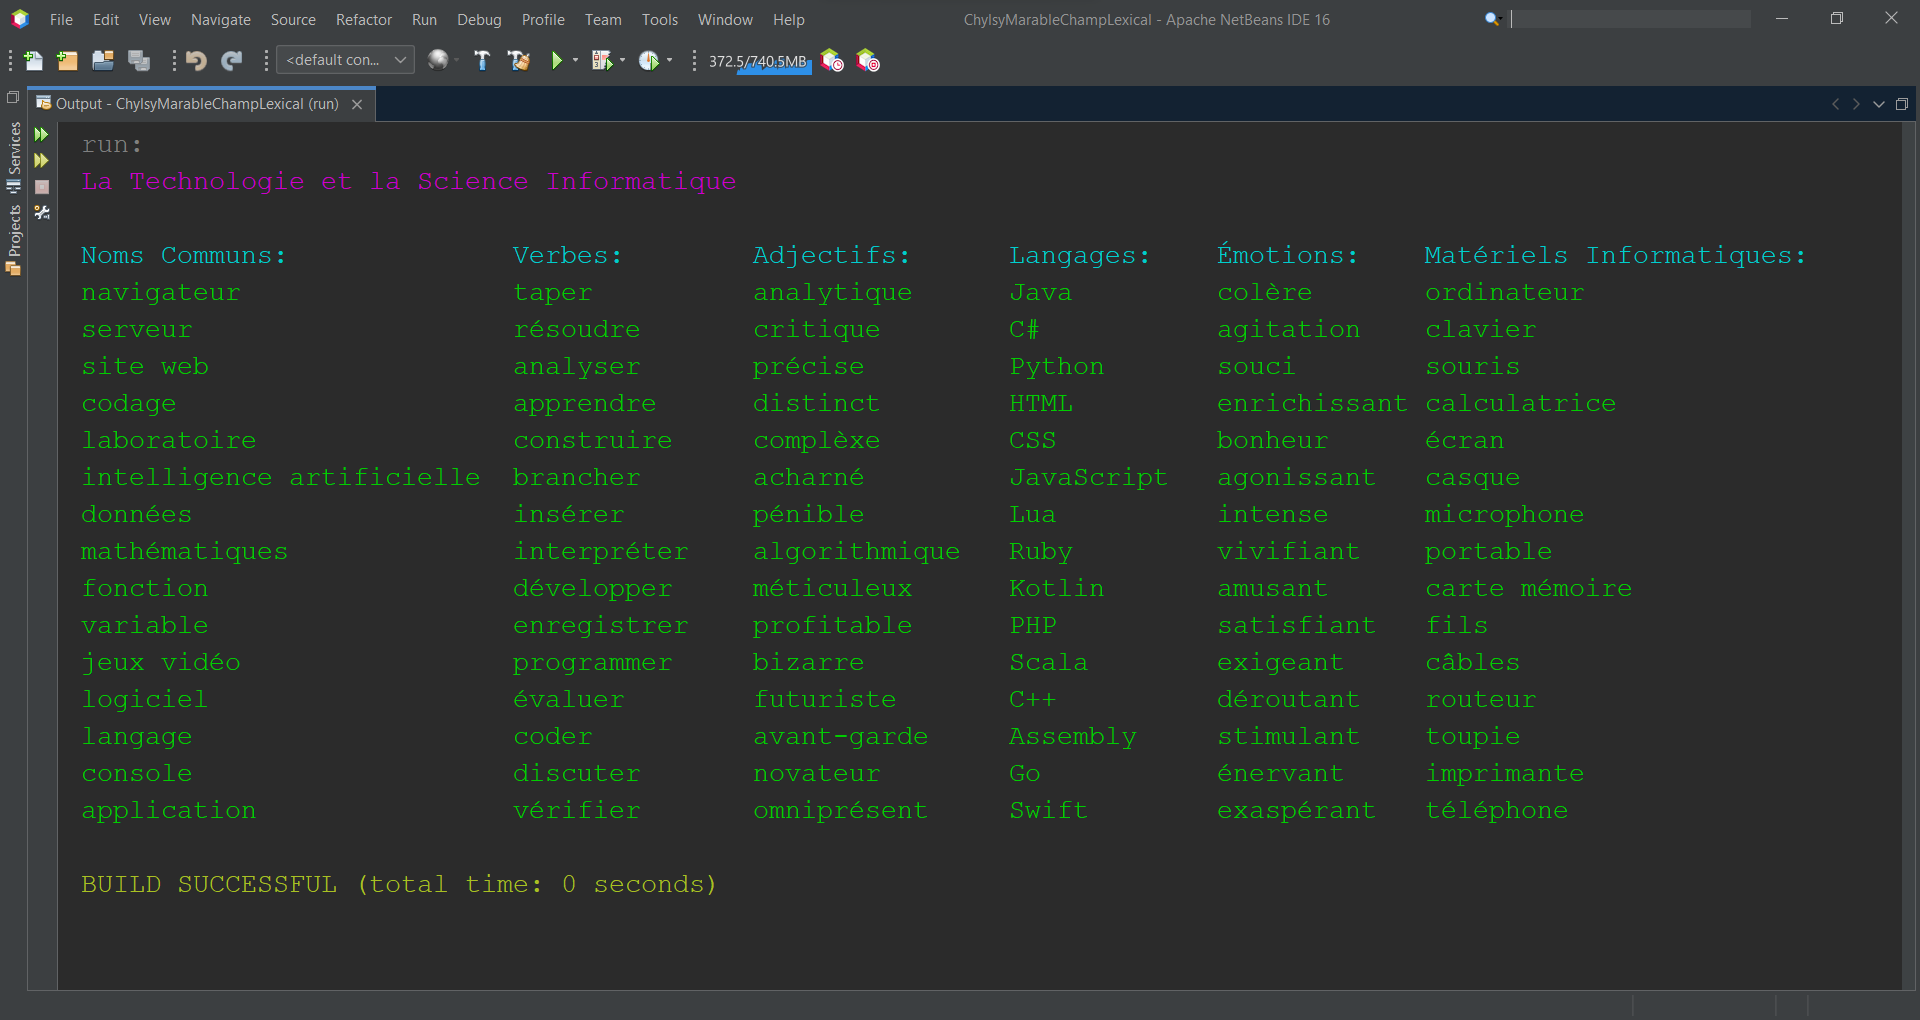 File Edit View Navigate Source Refactor Run Debug Profile Team Tools Window Help ChylsyMarableChampLexical - Apache NetBeans IDE 16
<default con... 372.5/740.5MB
Output - ChylsyMarableChampLexical (run)
Services
Projects
run:
La Technologie et la Science Informatique
Noms Communs: Verbes: Adjectifs: Langages: Émotions: Matériels Informatiques:
navigateur taper analytique Java colère ordinateur
serveur résoudre critique C# agitation clavier
site web analyser précise Python souci souris
codage apprendre distinct HTML enrichissant calculatrice
laboratoire construire complèxe CSS bonheur écran
intelligence artificielle brancher acharné JavaScript agonissant casque
données insérer pénible Lua intense microphone
mathématiques interpréter algorithmique Ruby vivifiant portable
fonction développer méticuleux Kotlin amusant carte mémoire
variable enregistrer profitable PHP satisfiant fils
jeux vidéo programmer bizarre Scala exigeant câbles
logiciel évaluer futuriste C++ déroutant routeur
langage coder avant-garde Assembly stimulant toupie
console discuter novateur Go énervant imprimante
application vérifier omniprésent Swift exaspérant téléphone
BUILD SUCCESSFUL (total time: 0 seconds)